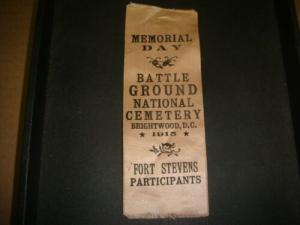 MEMORIAL
DAY
BATTLE
GROUND
NATIONAL
CEMETERY
BRIGHTWOOD, D.C.
★ 1915 ★
FORT STEVENS
PARTICIPANTS